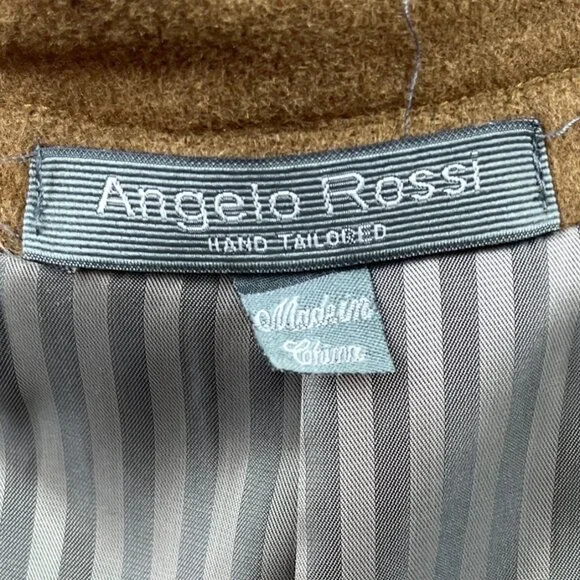 Angelo Rossi
HAND TAILORED
Made in
China